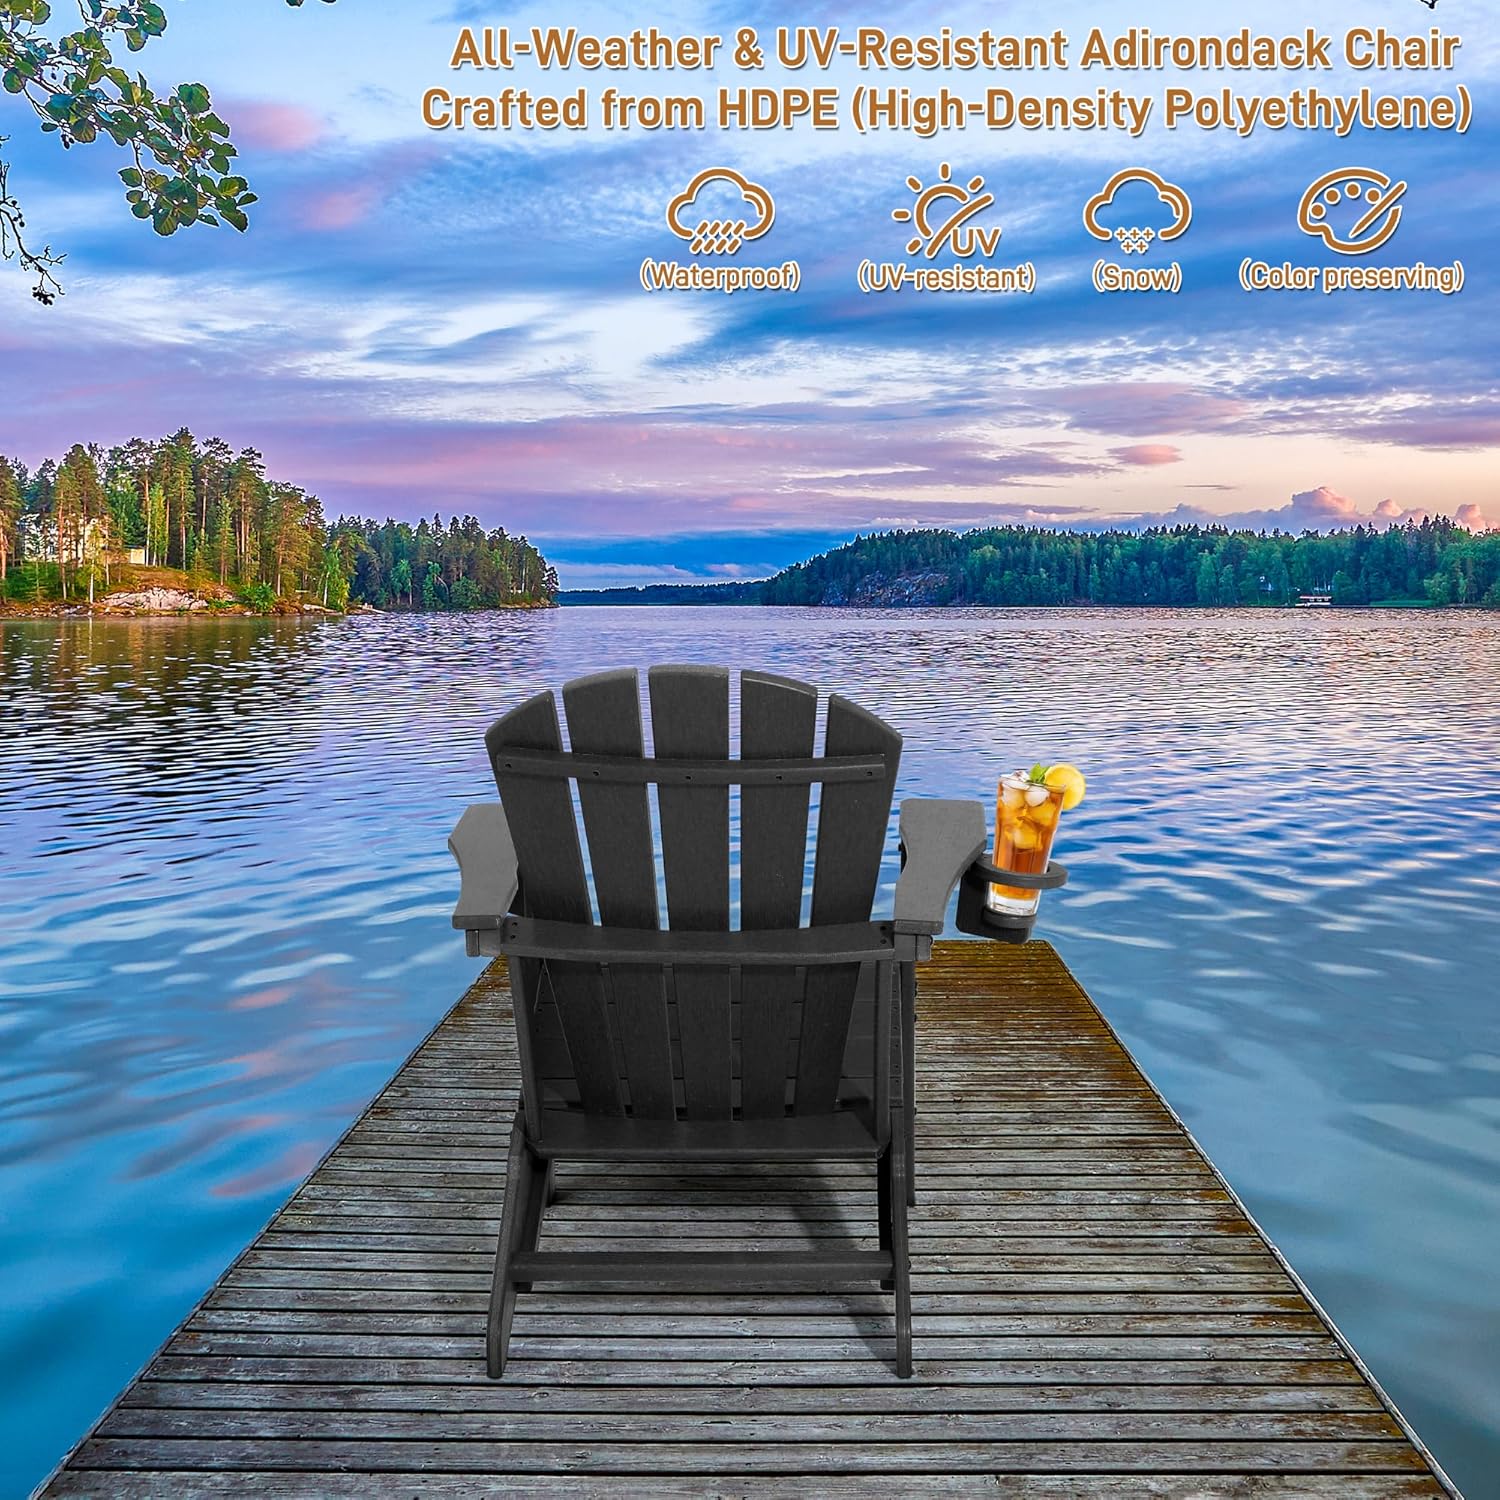 All-Weather & UV-Resistant Adirondack Chair
Crafted from HDPE (High-Density Polyethylene)
UV
(Waterproof) (UV-resistant) (Snow) (Color preserving)